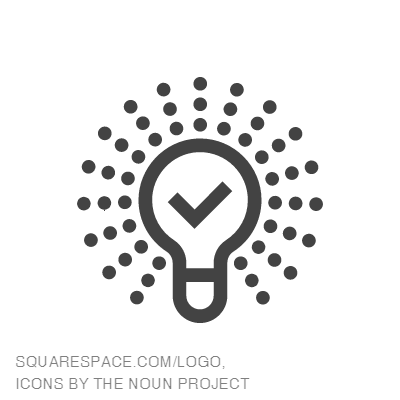 SQUARESPACE.COM/LOGO,
ICONS BY THE NOUN PROJECT